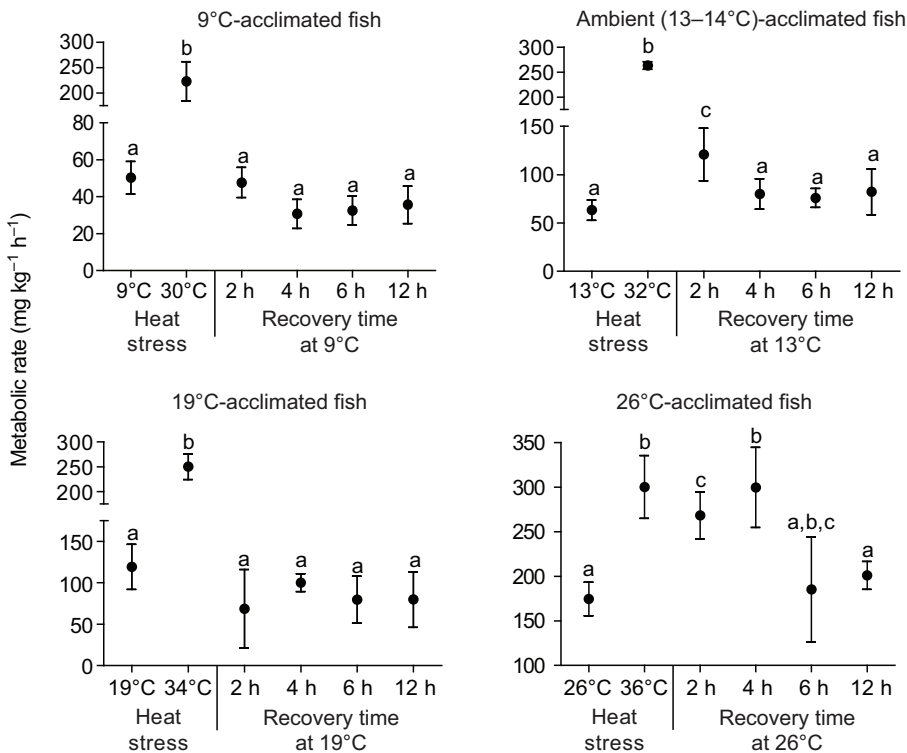 Metabolic rate (mg kg⁻¹ h⁻¹)
9°C-acclimated fish
300
250
200
80
60
40
20
0
a b a a a a
9°C 30°C 2 h 4 h 6 h 12 h
Heat stress
Recovery time at 9°C
Ambient (13–14°C)-acclimated fish
300
250
200
150
100
50
0
a b c a a a
13°C 32°C 2 h 4 h 6 h 12 h
Heat stress
Recovery time at 13°C
19°C-acclimated fish
300
250
200
150
100
50
0
a b a a a a
19°C 34°C 2 h 4 h 6 h 12 h
Heat stress
Recovery time at 19°C
26°C-acclimated fish
350
300
250
200
150
100
a b c b a,b,c a
26°C 36°C 2 h 4 h 6 h 12 h
Heat stress
Recovery time at 26°C